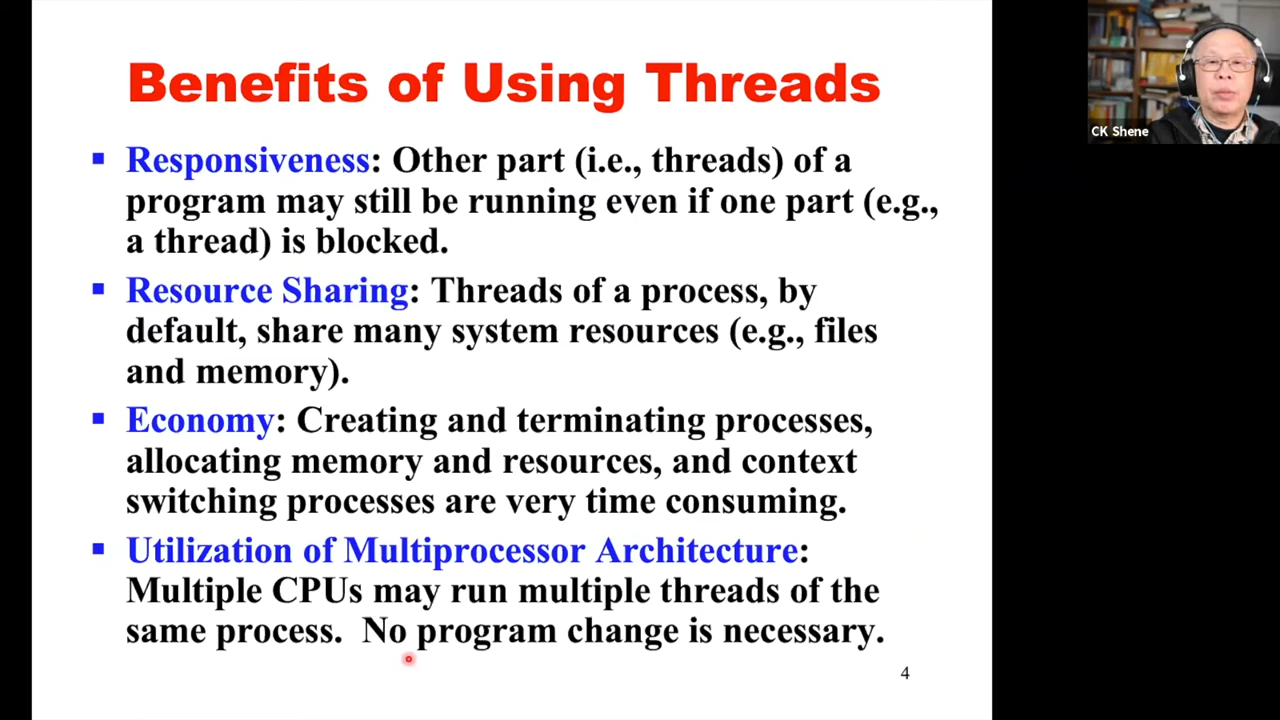 Benefits of Using Threads
▪ Responsiveness: Other part (i.e., threads) of a
program may still be running even if one part (e.g.,
a thread) is blocked.
▪ Resource Sharing: Threads of a process, by
default, share many system resources (e.g., files
and memory).
▪ Economy: Creating and terminating processes,
allocating memory and resources, and context
switching processes are very time consuming.
▪ Utilization of Multiprocessor Architecture:
Multiple CPUs may run multiple threads of the
same process. No program change is necessary.
4
CK Shene